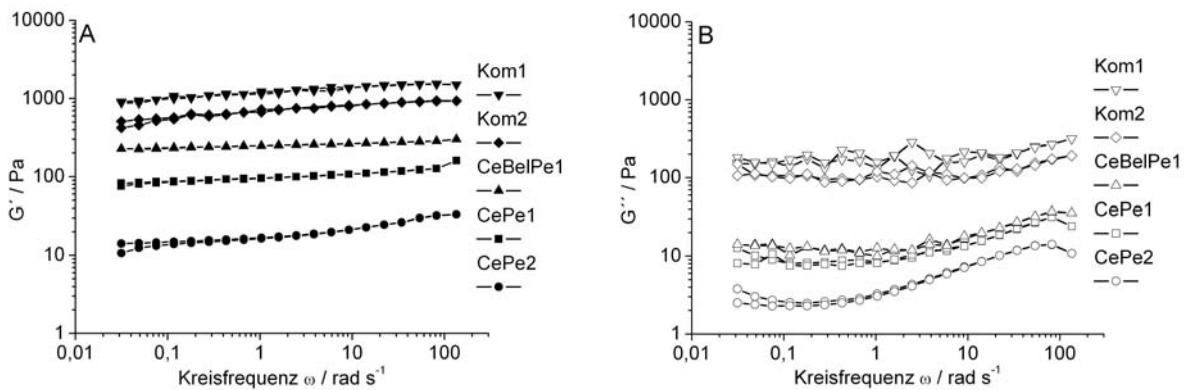 A
10000
1000
100
10
1
G´ / Pa
0,01
0,1
1
10
100
Kreisfrequenz ω / rad s⁻¹
Kom1
Kom2
CeBelPe1
CePe1
CePe2
B
10000
1000
100
10
1
G´´ / Pa
0,01
0,1
1
10
100
Kreisfrequenz ω / rad s⁻¹
Kom1
Kom2
CeBelPe1
CePe1
CePe2